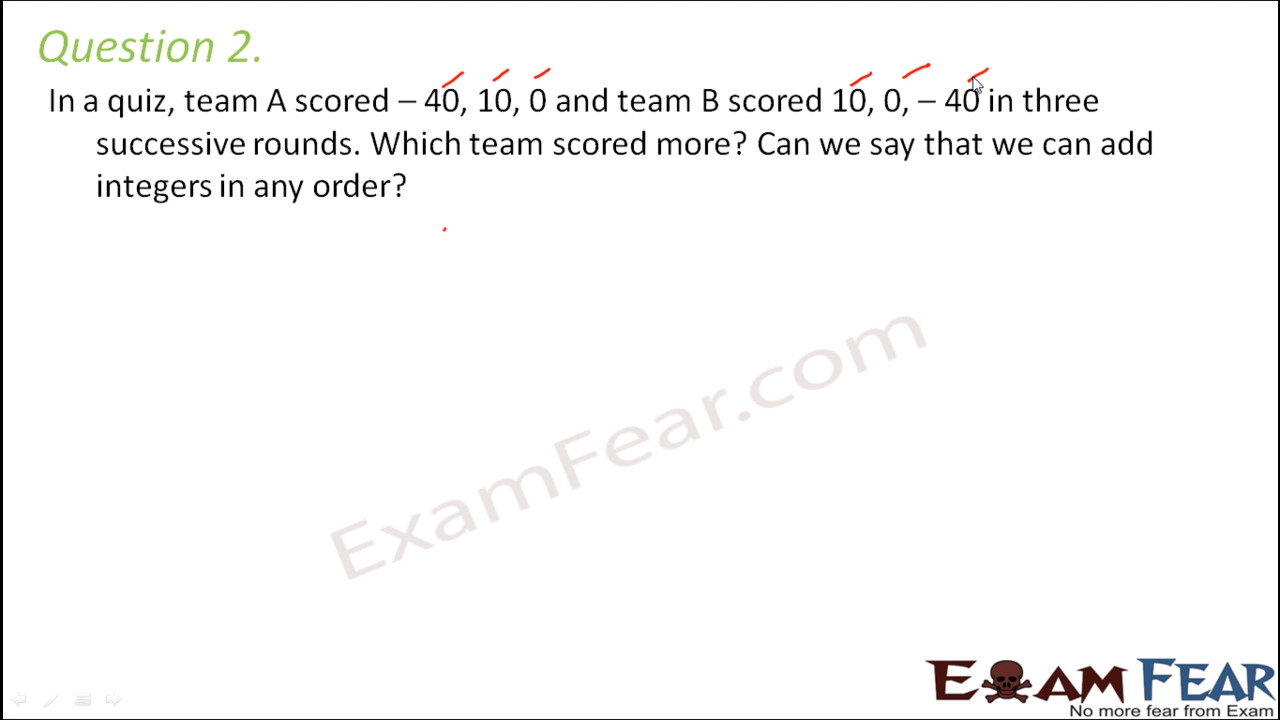 Question 2.
In a quiz, team A scored – 40, 10, 0 and team B scored 10, 0, – 40 in three
successive rounds. Which team scored more? Can we say that we can add
integers in any order?
ExamFear.com
EXAMFEAR
No more fear from Exam